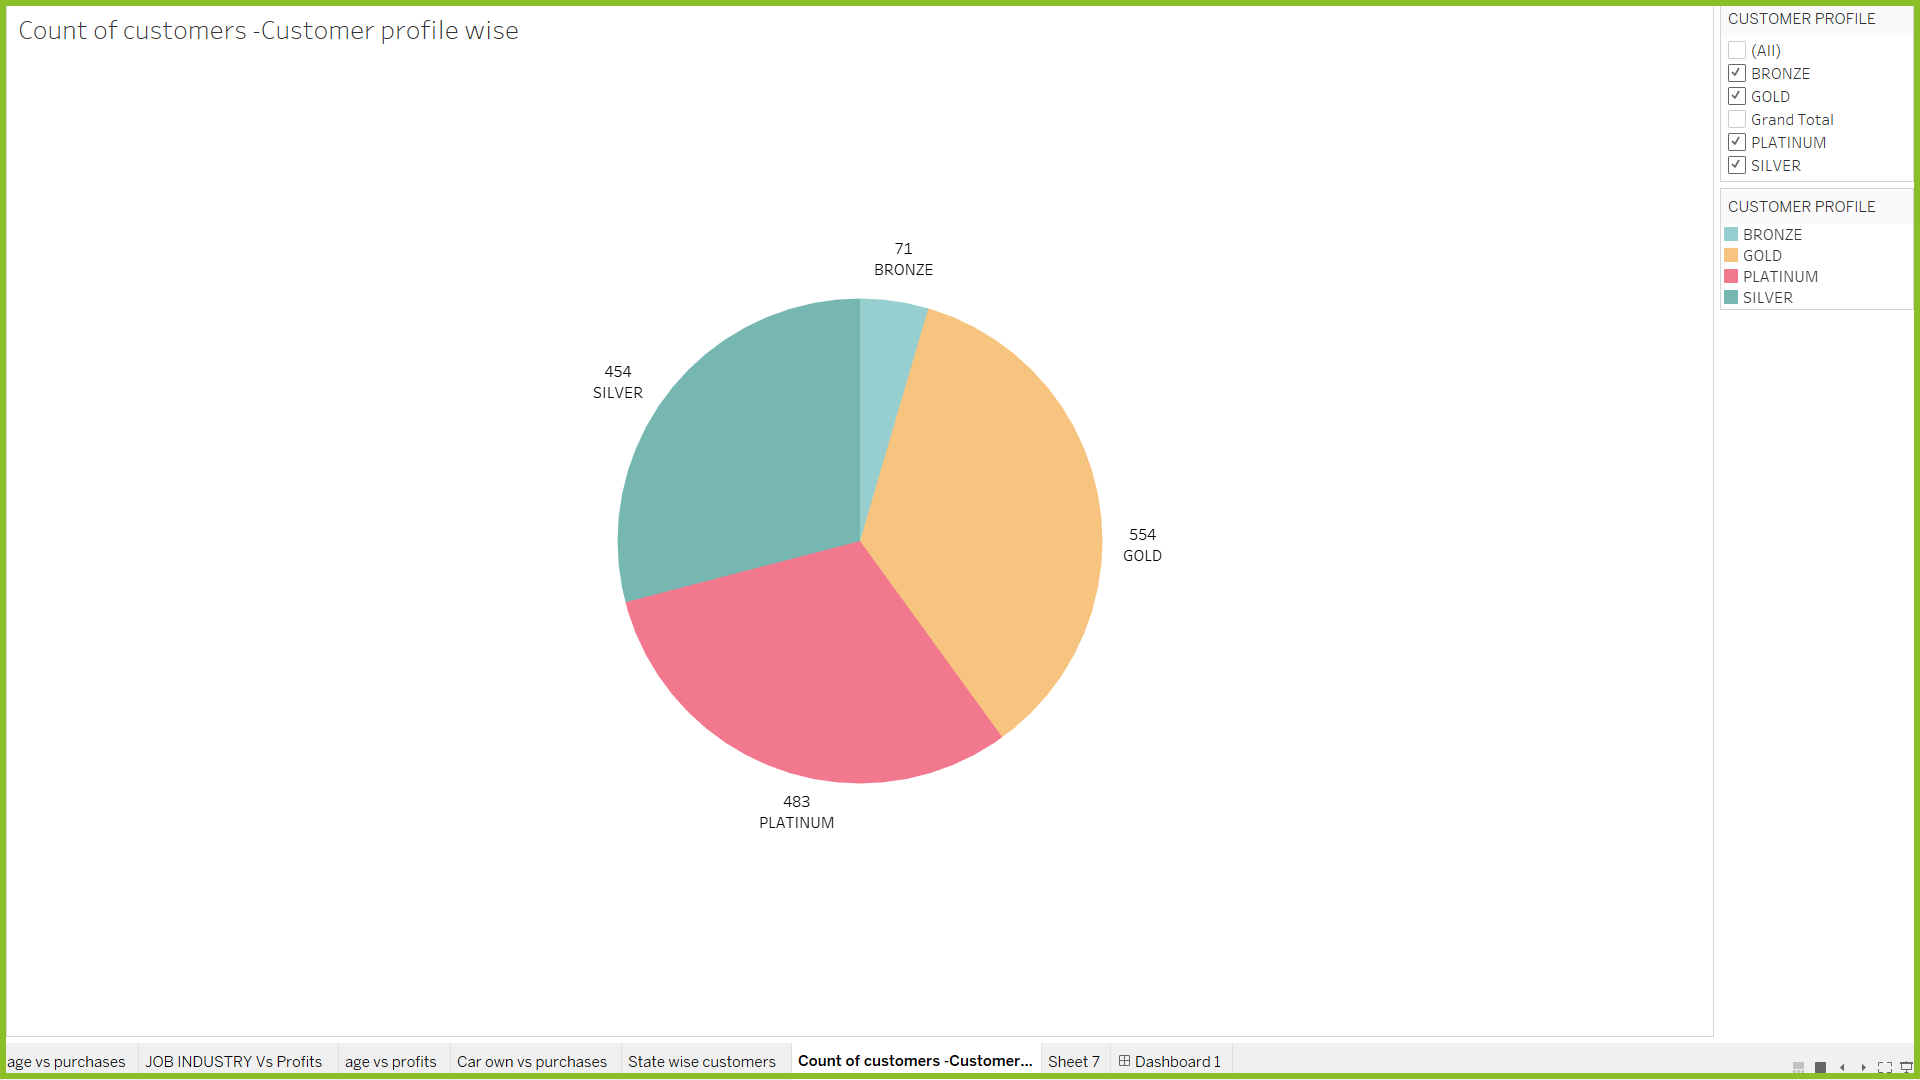 Count of customers -Customer profile wise
CUSTOMER PROFILE
(All)
BRONZE
GOLD
Grand Total
PLATINUM
SILVER
CUSTOMER PROFILE
BRONZE
GOLD
PLATINUM
SILVER
71
BRONZE
454
SILVER
554
GOLD
483
PLATINUM
age vs purchases
JOB INDUSTRY Vs Profits
age vs profits
Car own vs purchases
State wise customers
Count of customers -Customer...
Sheet 7
Dashboard 1